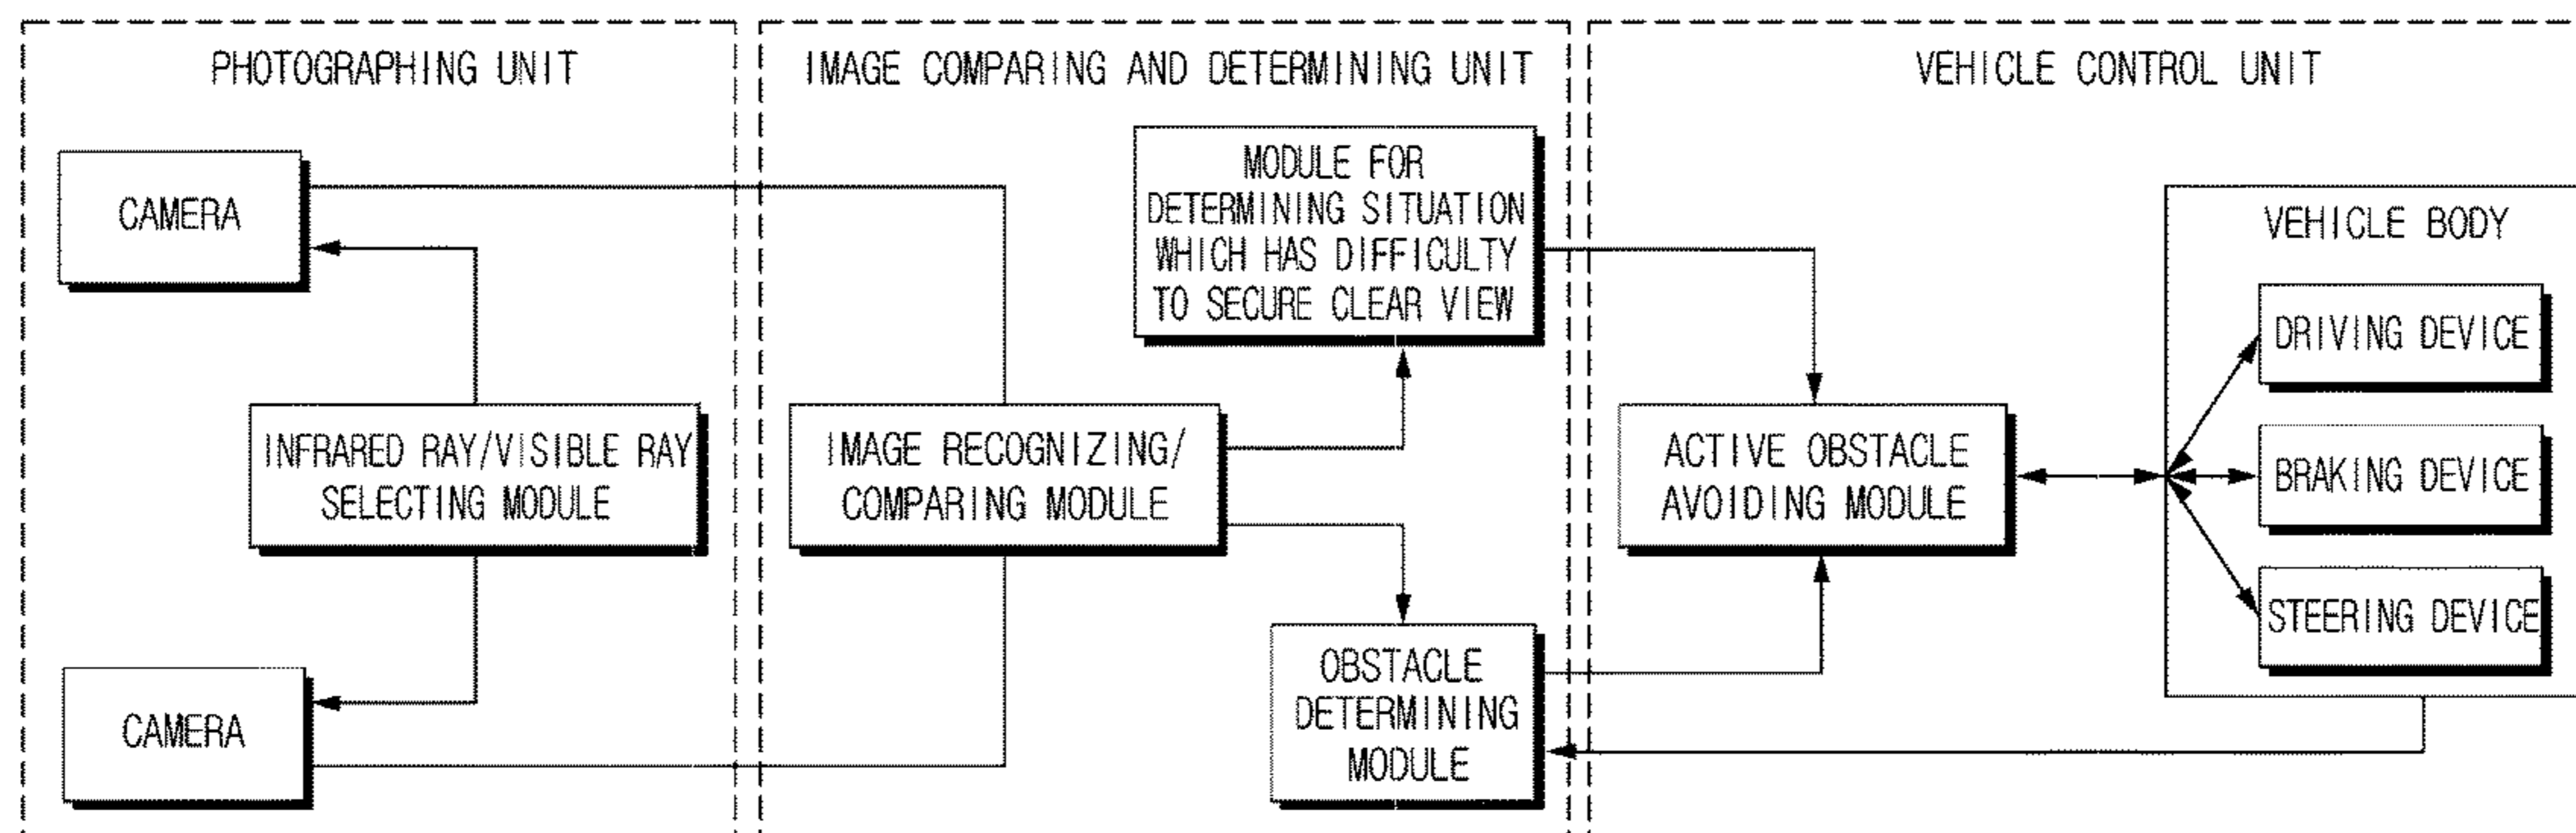 PHOTOGRAPHING UNIT
CAMERA
INFRARED RAY/VISIBLE RAY
SELECTING MODULE
CAMERA
IMAGE COMPARING AND DETERMINING UNIT
MODULE FOR
DETERMINING SITUATION
WHICH HAS DIFFICULTY
TO SECURE CLEAR VIEW
IMAGE RECOGNIZING/
COMPARING MODULE
OBSTACLE
DETERMINING
MODULE
VEHICLE CONTROL UNIT
ACTIVE OBSTACLE
AVOIDING MODULE
VEHICLE BODY
DRIVING DEVICE
BRAKING DEVICE
STEERING DEVICE